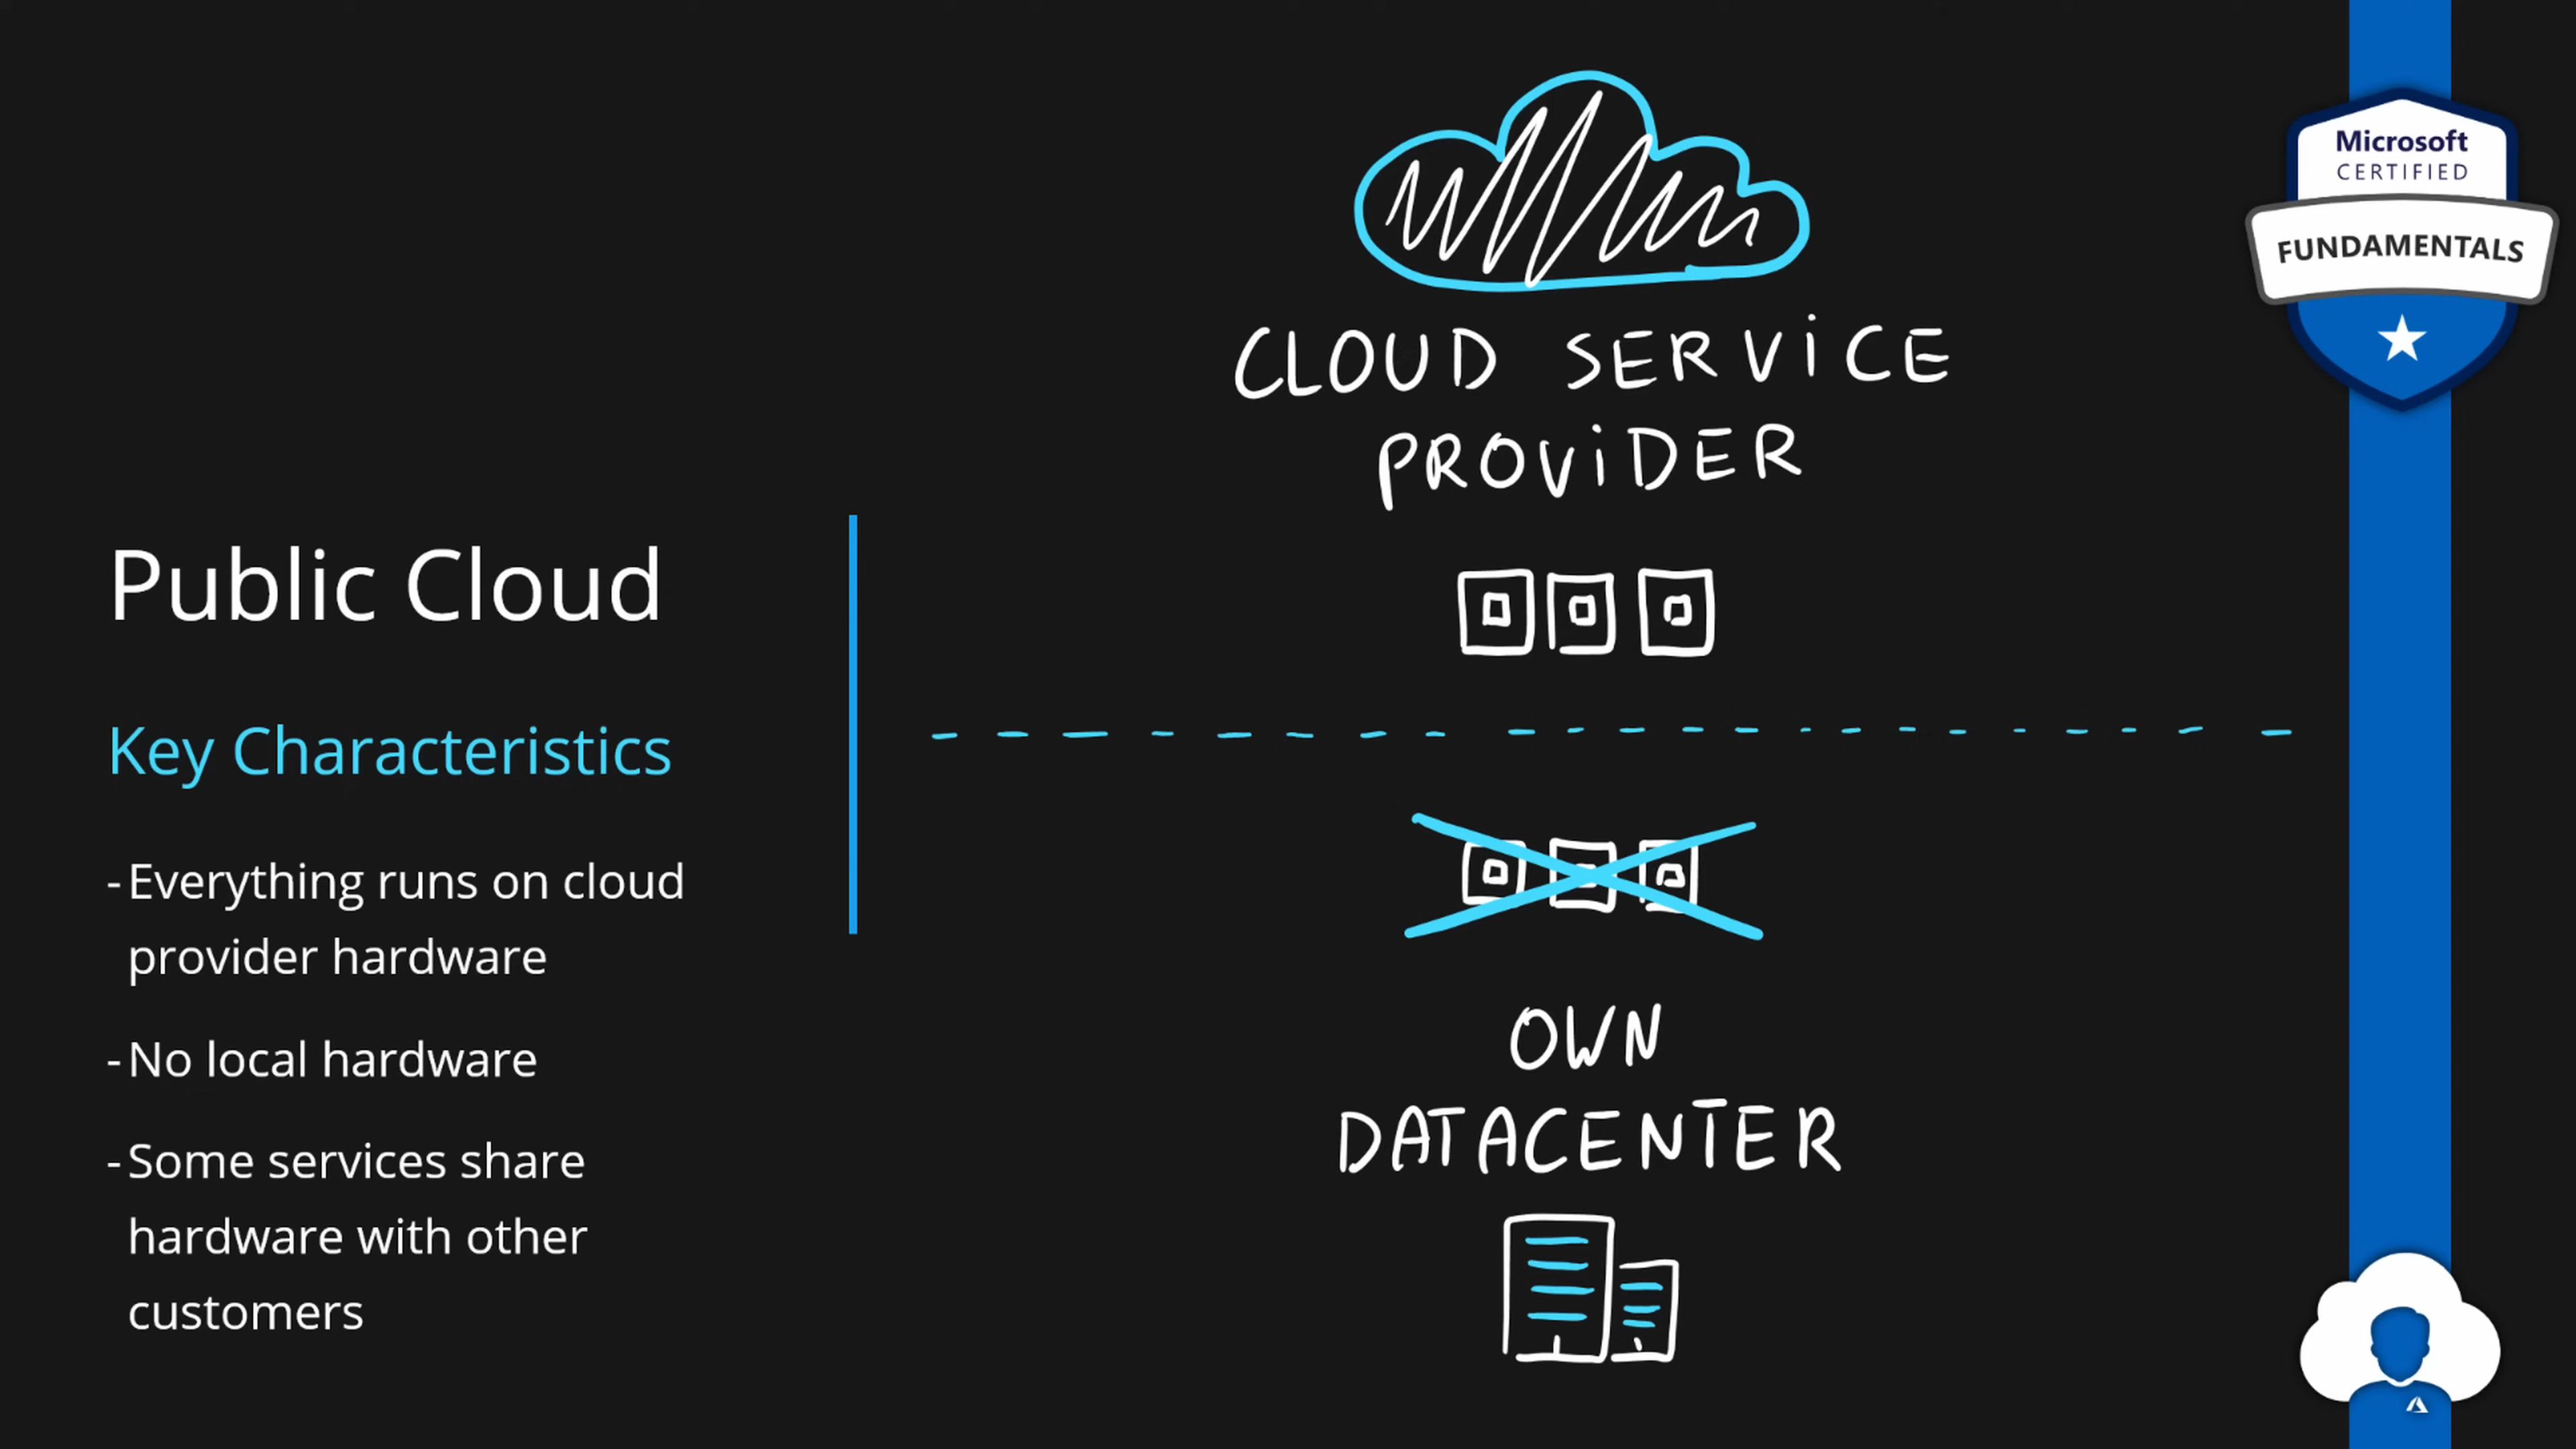 Public Cloud
Key Characteristics
-Everything runs on cloud
provider hardware
-No local hardware
-Some services share
hardware with other
customers
CLOUD SERViCE
PROViDER
OWN
DATACENTER
Microsoft
CERTIFIED
FUNDAMENTALS